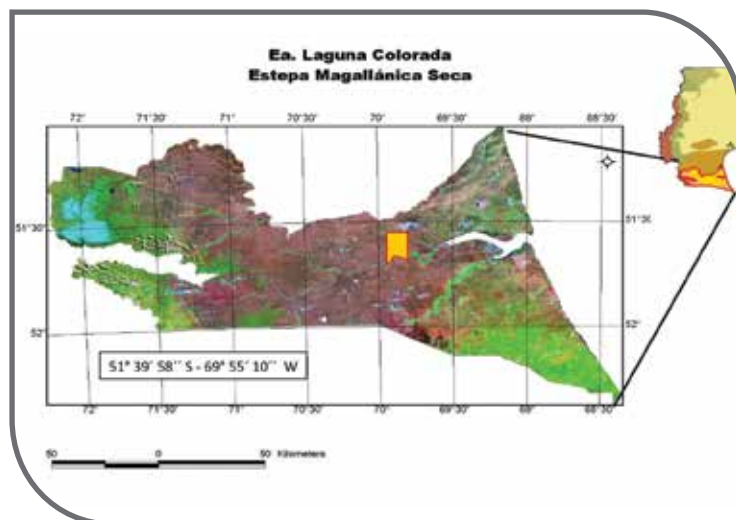 Ea. Laguna Colorada
Estepa Magallánica Seca
72° 71°30' 71° 70°30' 70° 69°30' 69° 68°30'
51°30' 51°30'
52° 52°
51° 39´ 58´´ S - 69° 55´ 10´´ W
72° 71°30' 71° 70°30' 70° 69°30' 69° 68°30'
50 0 50 Kilometers